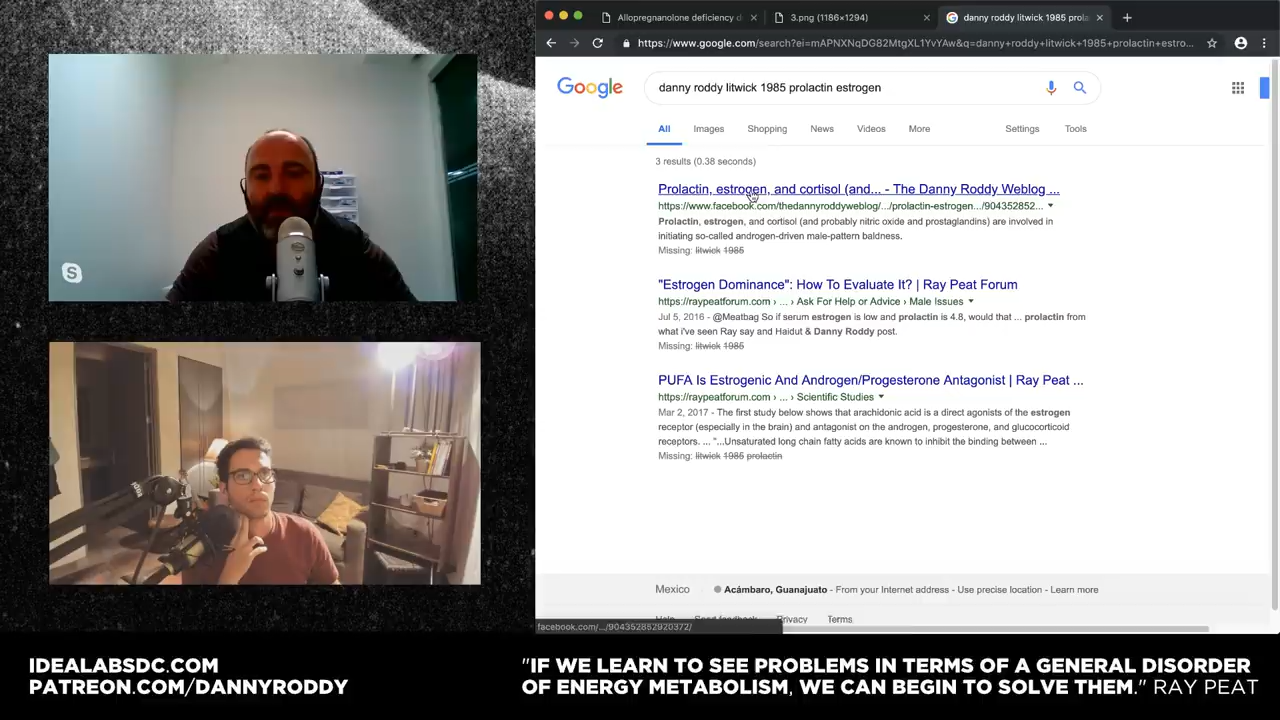 Allopregnanolone deficiency d
3.png (1186×1294)
danny roddy litwick 1985 prola
https://www.google.com/search?ei=mAPNXNqDG82MtgXL1YvYAw&q=danny+roddy+litwick+1985+prolactin+estro...
Google
danny roddy litwick 1985 prolactin estrogen
All Images Shopping News Videos More Settings Tools
3 results (0.38 seconds)
Prolactin, estrogen, and cortisol (and... - The Danny Roddy Weblog ...
https://www.facebook.com/thedannyroddyweblog/.../prolactin-estrogen.../904352852...
Prolactin, estrogen, and cortisol (and probably nitric oxide and prostaglandins) are involved in
initiating so-called androgen-driven male-pattern baldness.
Missing: litwick 1985
"Estrogen Dominance": How To Evaluate It? | Ray Peat Forum
https://raypeatforum.com › ... › Ask For Help or Advice › Male Issues
Jul 5, 2016 - @Meatbag So if serum estrogen is low and prolactin is 4.8, would that ... prolactin from
what i've seen Ray say and Haidut & Danny Roddy post.
Missing: litwick 1985
PUFA Is Estrogenic And Androgen/Progesterone Antagonist | Ray Peat ...
https://raypeatforum.com › ... › Scientific Studies
Mar 2, 2017 - The first study below shows that arachidonic acid is a direct agonists of the estrogen
receptor (especially in the brain) and antagonist on the androgen, progesterone, and glucocorticoid
receptors. ... "...Unsaturated long chain fatty acids are known to inhibit the binding between ...
Missing: litwick 1985 prolactin
Mexico Acámbaro, Guanajuato - From your Internet address - Use precise location - Learn more
Help Send feedback Privacy Terms
facebook.com/.../904352852920372/
IDEALABSDC.COM
PATREON.COM/DANNYRODDY
"IF WE LEARN TO SEE PROBLEMS IN TERMS OF A GENERAL DISORDER
OF ENERGY METABOLISM, WE CAN BEGIN TO SOLVE THEM." RAY PEAT